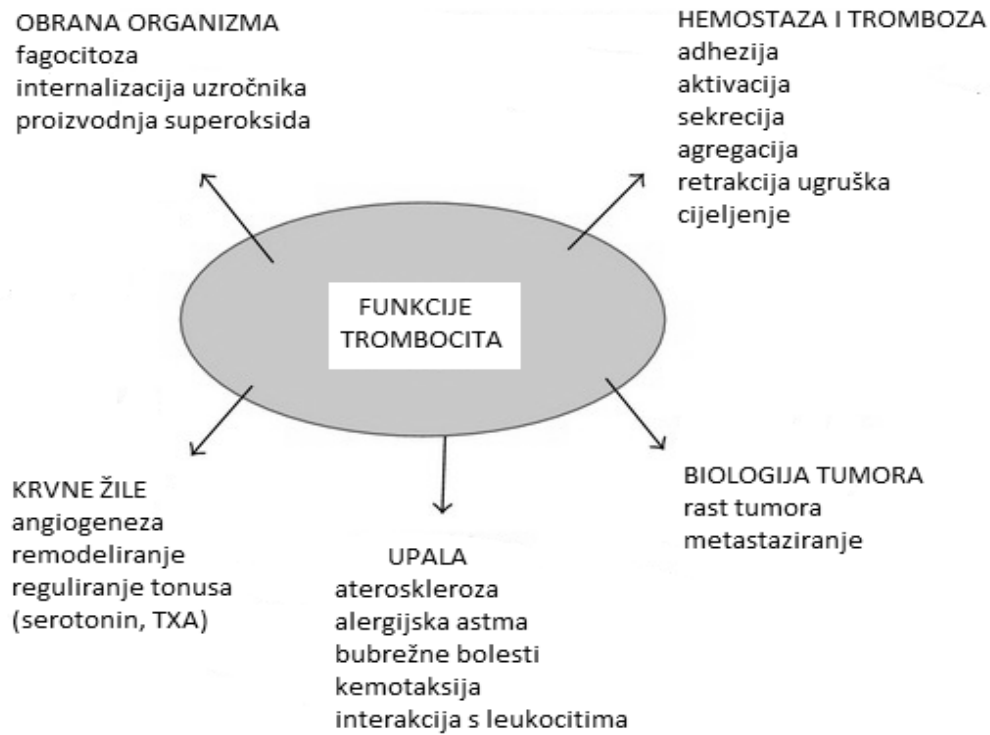 OBRANA ORGANIZMA
fagocitoza
internalizacija uzročnika
proizvodnja superoksida
HEMOSTAZA I TROMBOZA
adhezija
aktivacija
sekrecija
agregacija
retrakcija ugruška
cijeljenje
FUNKCIJE
TROMBOCITA
KRVNE ŽILE
angiogeneza
remodeliranje
reguliranje tonusa
(serotonin, TXA)
UPALA
ateroskleroza
alergijska astma
bubrežne bolesti
kemotaksija
interakcija s leukocitima
BIOLOGIJA TUMORA
rast tumora
metastaziranje